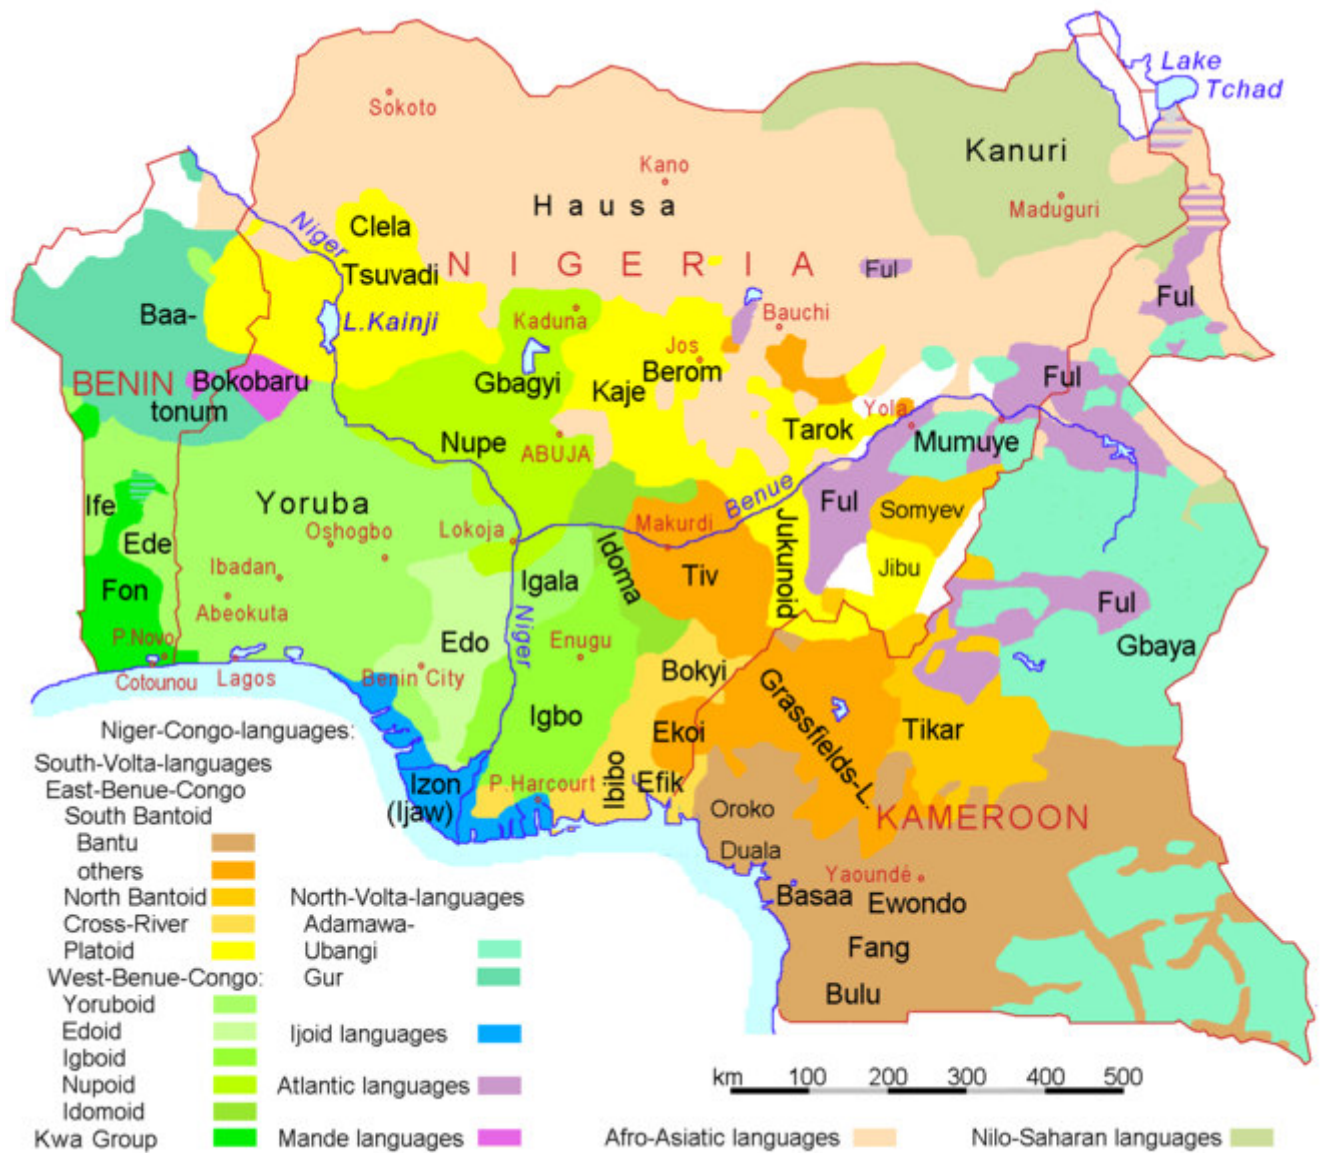 Lake
Tchad
Sokoto
Kanuri
Kano
Hausa
Maduguri
Niger
Clela
NIGERIA
Tsuvadi
Ful
Ful
Baa-
L.Kainji
Kaduna
Bauchi
Jos
BENIN
Bokobaru
Gbagyi
Berom
Ful
tonum
Kaje
Yola
Nupe
ABUJA
Tarok
Mumuye
Ife
Yoruba
Benue
Ful
Somyev
Ede
Oshogbo
Lokoja
Makurdi
Idoma
Jukunoid
Ibadan
Igala
Tiv
Jibu
Fon
Abeokuta
Ful
P.Novo
Edo
Niger
Enugu
Gbaya
Cotounou
Lagos
Benin City
Bokyi
Grassfields-L.
Igbo
Ekoi
Tikar
Izon
(Ijaw)
P.Harcourt
Ibibo
Efik
Oroko
KAMEROON
Duala
Yaoundé
Basaa
Ewondo
Fang
Bulu
Niger-Congo-languages:
South-Volta-languages
East-Benue-Congo
South Bantoid
Bantu
others
North Bantoid
Cross-River
Platoid
West-Benue-Congo:
Yoruboid
Edoid
Igboid
Nupoid
Idomoid
Kwa Group
North-Volta-languages
Adamawa-
Ubangi
Gur
Ijoid languages
Atlantic languages
Mande languages
km 100 200 300 400 500
Afro-Asiatic languages
Nilo-Saharan languages